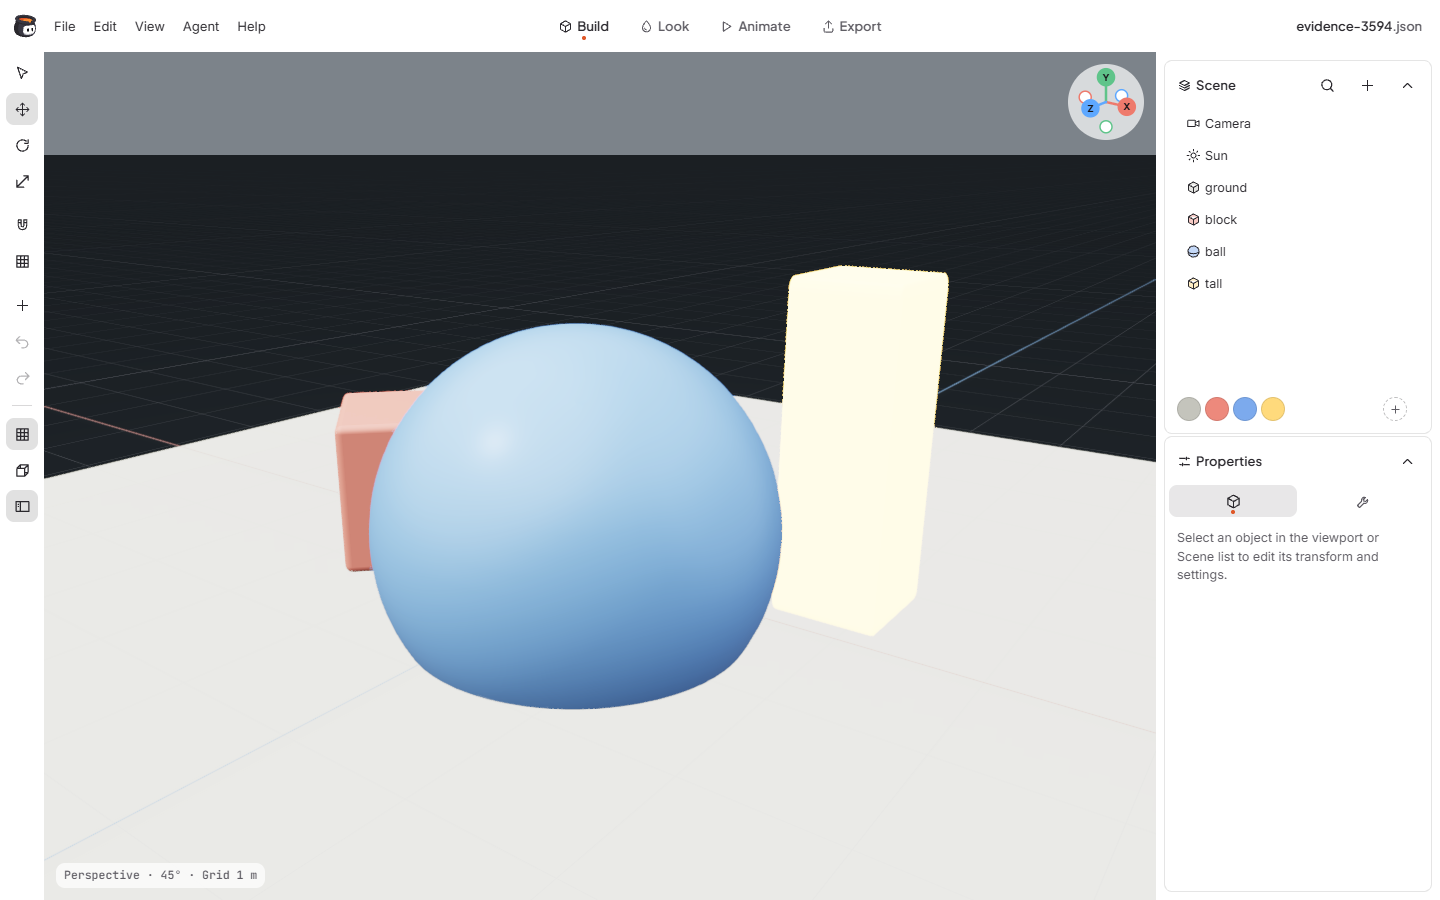 File Edit View Agent Help
Build Look Animate Export
evidence-3594.json
Y
Z X
Scene
Camera
Sun
ground
block
ball
tall
Properties
Select an object in the viewport or
Scene list to edit its transform and
settings.
Perspective · 45° · Grid 1 m